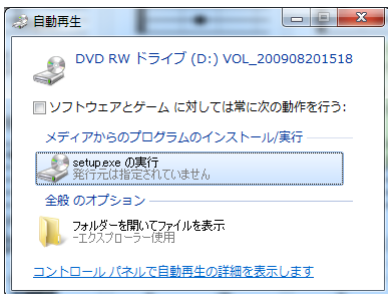 自動再生
DVD RW ドライブ (D:) VOL_200908201518
ソフトウェアとゲーム に対しては常に次の動作を行う:
メディアからのプログラムのインストール/実行
setup.exe の実行
発行元は指定されていません
全般 のオプション
フォルダーを開いてファイルを表示
-エクスプローラー使用
コントロール パネルで自動再生の詳細を表示します